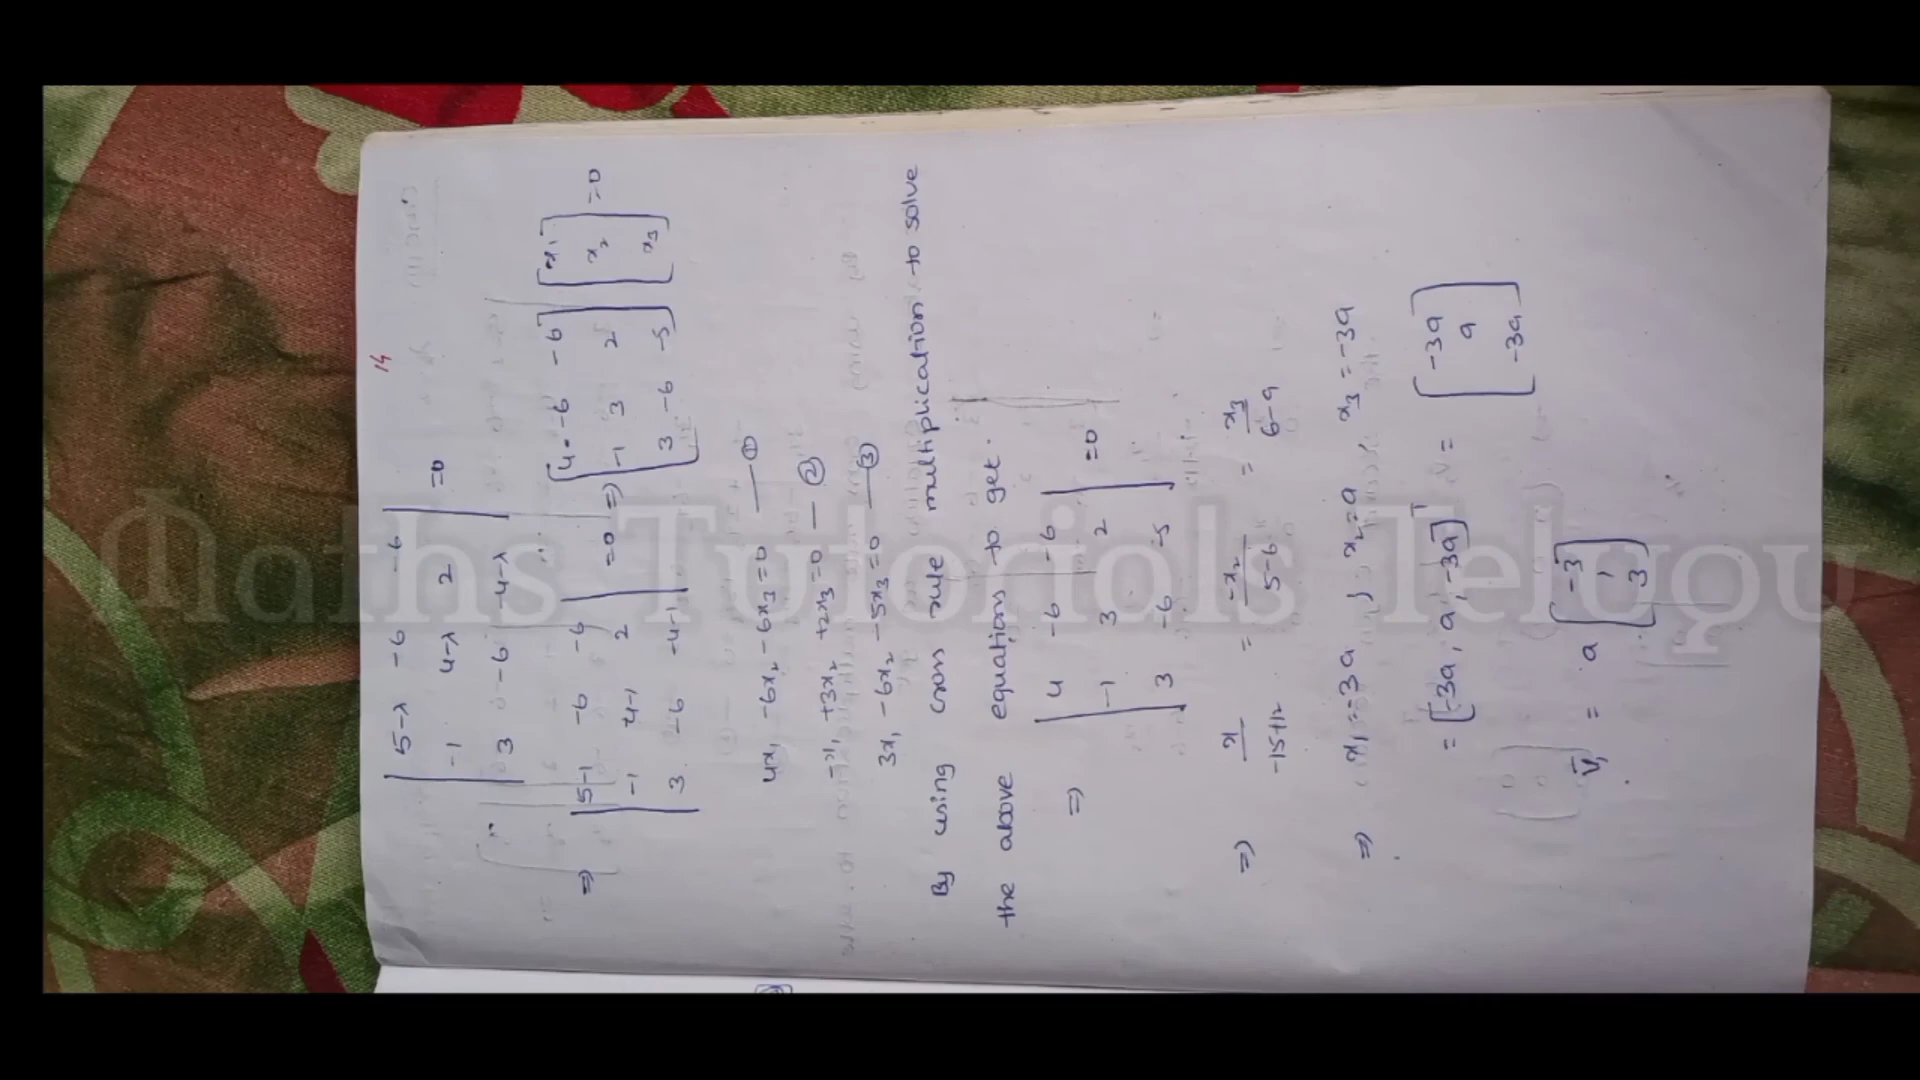 14
| 5-λ -6 -6 |
| -1 4-λ 2 | =0
| 3 -6 -4-λ |
⇒ | 5-1 -6 -6 | [ 4 -6 -6 ] [ x₁ ]
| -1 4-1 2 | =0 ⇒ [ -1 3 2 ] [ x₂ ] =0
| 3 -6 -4-1 | [ 3 -6 -5 ] [ x₃ ]
4x₁ -6x₂ -6x₃ =0 — ①
-x₁ +3x₂ +2x₃ =0 — ②
3x₁ -6x₂ -5x₃ =0 — ③
By using cross rule multiplication to solve
the above equations to get.
⇒ | 4 -6 -6 |
| -1 3 2 | =0
| 3 -6 -5 |
⇒ x/-15+12 = -x₂/5-6 = x₃/6-9
⇒ x₁=-3a , x₂=a , x₃=-3a
= [-3a, a, -3a]ᵀ = [ -3a
a
-3a ]
V₁ = a [ -3
1
3 ]
Maths Tutorials Telugu